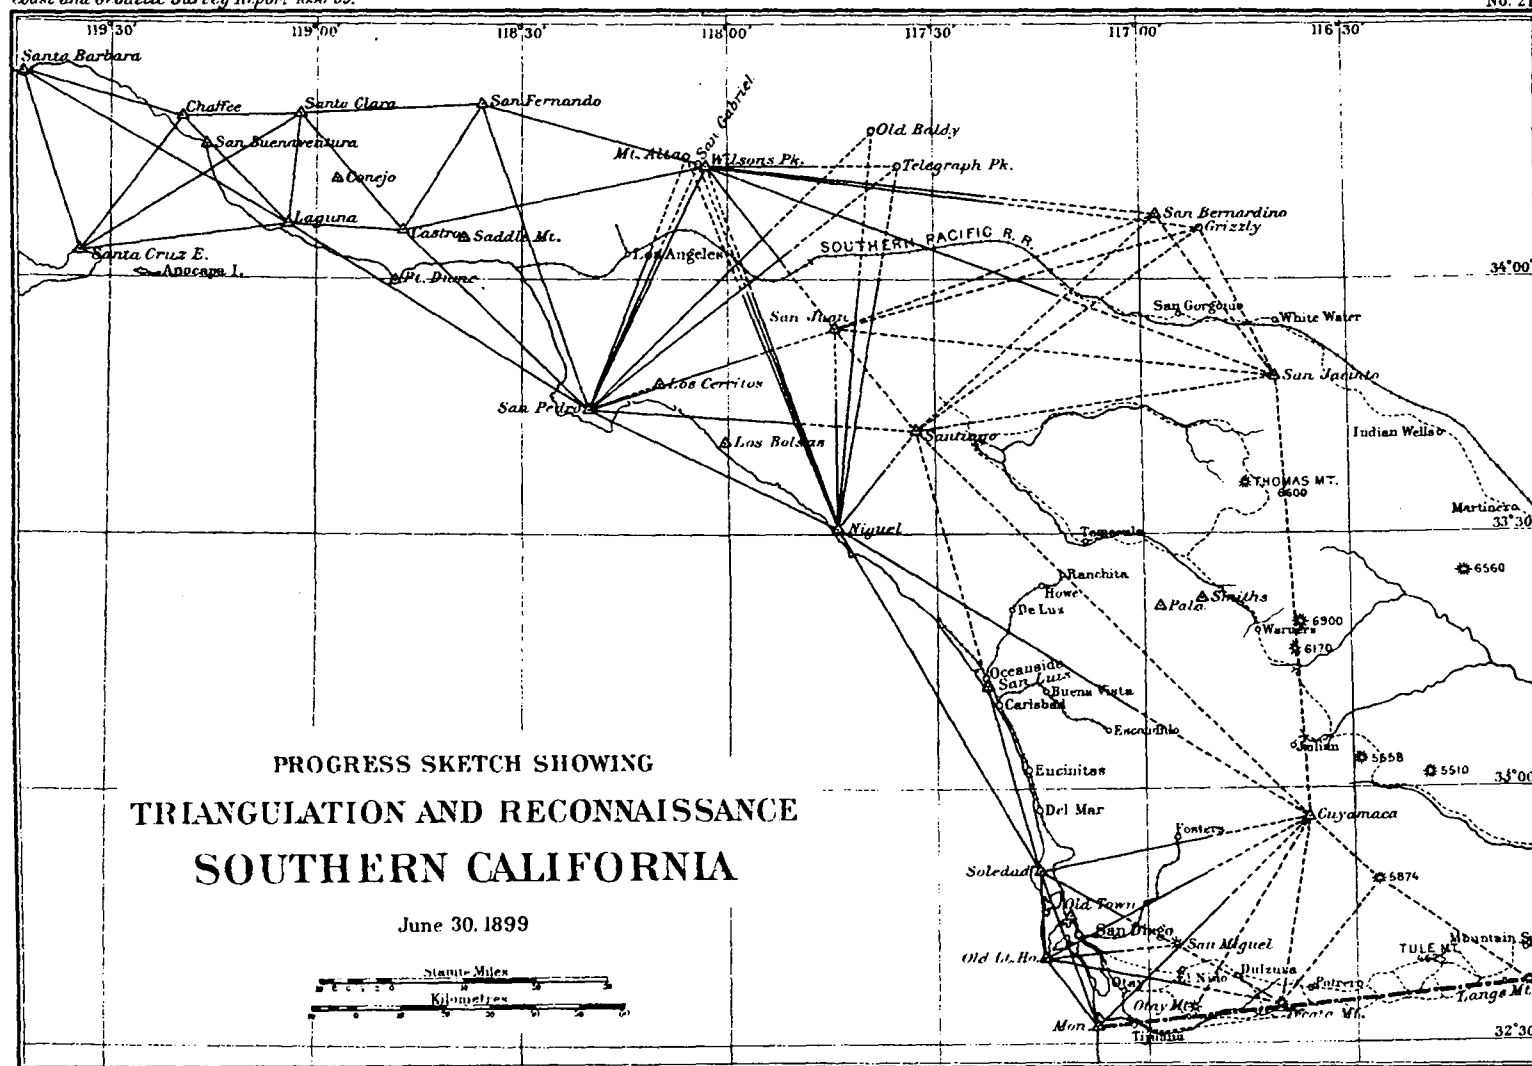 Coast and Geodetic Survey Report
No. 21
119°30'
119°00'
118°30'
118°00'
117°30'
117°00'
116°30'
Santa Barbara
Chaffee
Santa Clara
San Fernando
San Gabriel
Old Baldy
San Buenaventura
Mt. Alta
Wilsons Pk.
Telegraph Pk.
Conejo
Laguna
Castro
Saddle Mt.
San Bernardino
Grizzly
Santa Cruz E.
Anacapa I.
Pt. Dume
Los Angeles
SOUTHERN PACIFIC R. R.
34°00'
San Juan
San Gorgonio
White Water
San Pedro
Los Cerritos
San Jacinto
Los Bolsas
Santiago
Indian Wells
THOMAS MT.
6600
Martinez
33°30'
Niguel
Temecula
6560
Ranchita
Howe
De Luz
Pala
Smiths
Warners
6900
6170
Oceanside
San Luis
Buena Vista
Carlsbad
Encinitto
Julian
5658
5510
33°00'
Encinitas
Del Mar
Cuyamaca
Fosters
PROGRESS SKETCH SHOWING
TRIANGULATION AND RECONNAISSANCE
SOUTHERN CALIFORNIA
June 30. 1899
Statute Miles
Kilometres
Soledad
5874
Old Town
San Diego
San Miguel
Old Lt. Ho.
TULE MT.
Mountain S
El Nido
Dulzura
Otay
Otay Mt.
Potrero
Tecate Mt.
Langs Mt.
Mon.
Tijuana
32°30'